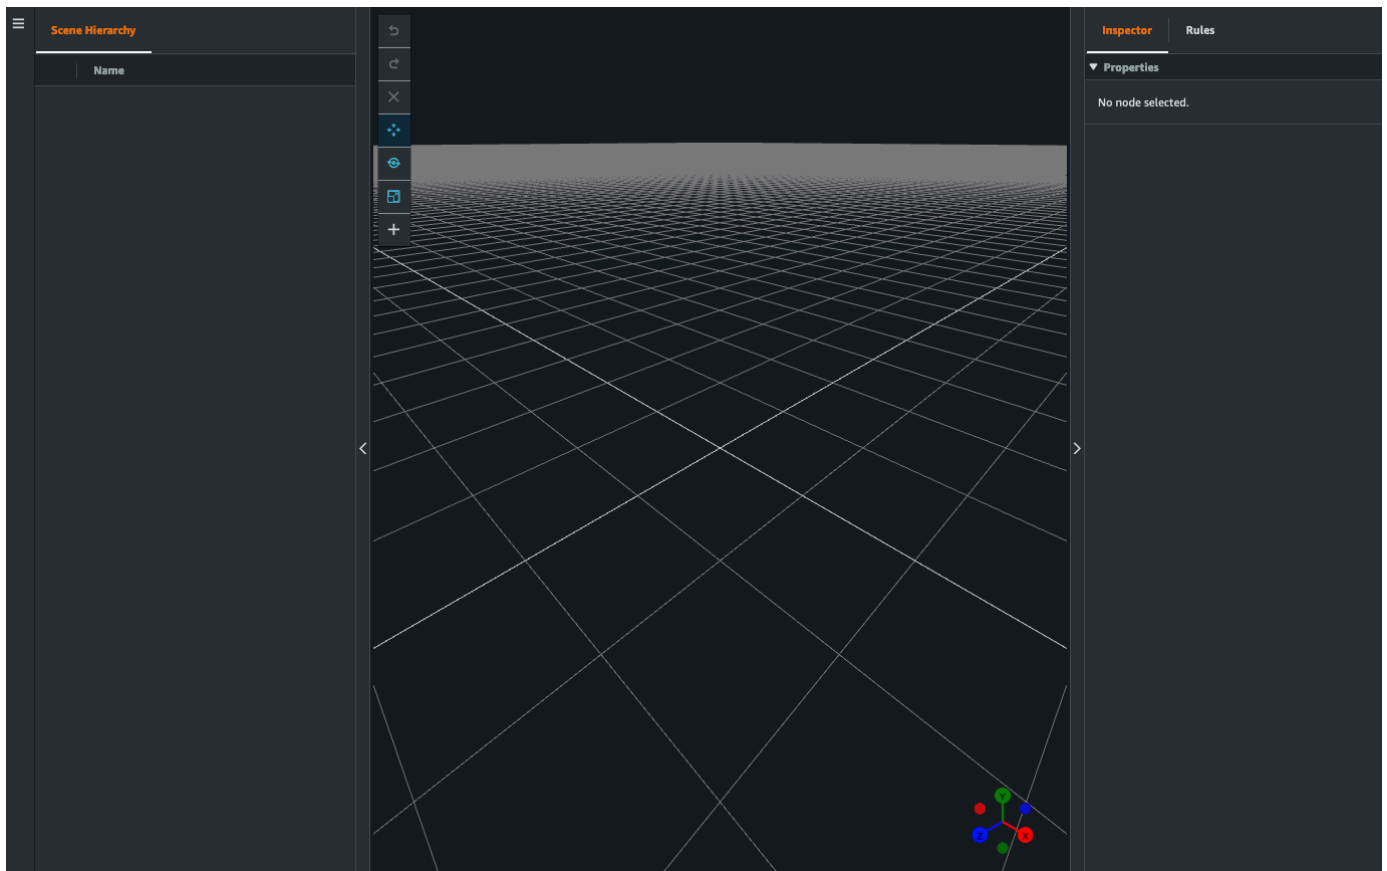 Scene Hierarchy
Name
Inspector
Rules
Properties
No node selected.
Y
Z
X